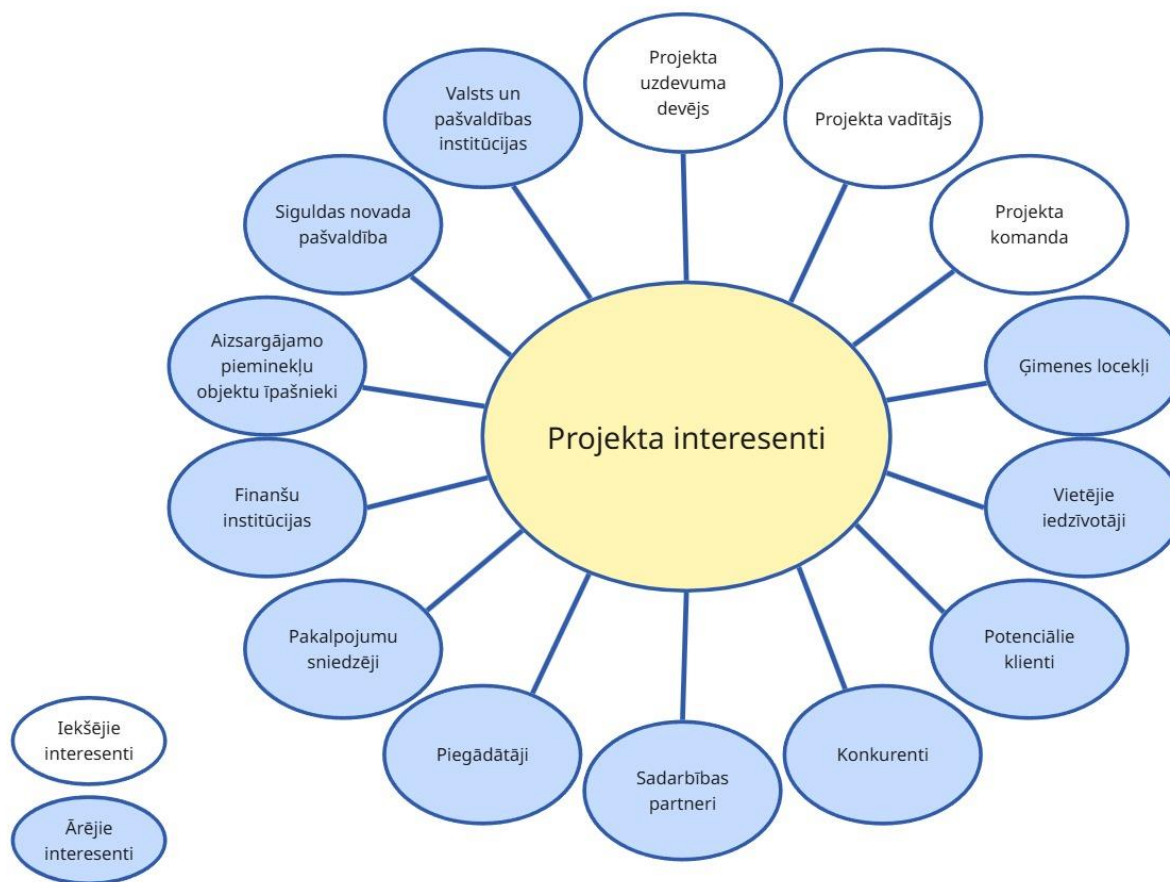 Projekta
uzdevuma
devējs
Projekta vadītājs
Projekta
komanda
Ģimenes locekļi
Vietējie
iedzīvotāji
Potenciālie
klienti
Konkurenti
Sadarbības
partneri
Piegādātāji
Pakalpojumu
sniedzēji
Finanšu
institūcijas
Aizsargājamo
pieminekļu
objektu īpašnieki
Siguldas novada
pašvaldība
Valsts un
pašvaldības
institūcijas
Projekta interesenti
Iekšējie
interesenti
Ārējie
interesenti